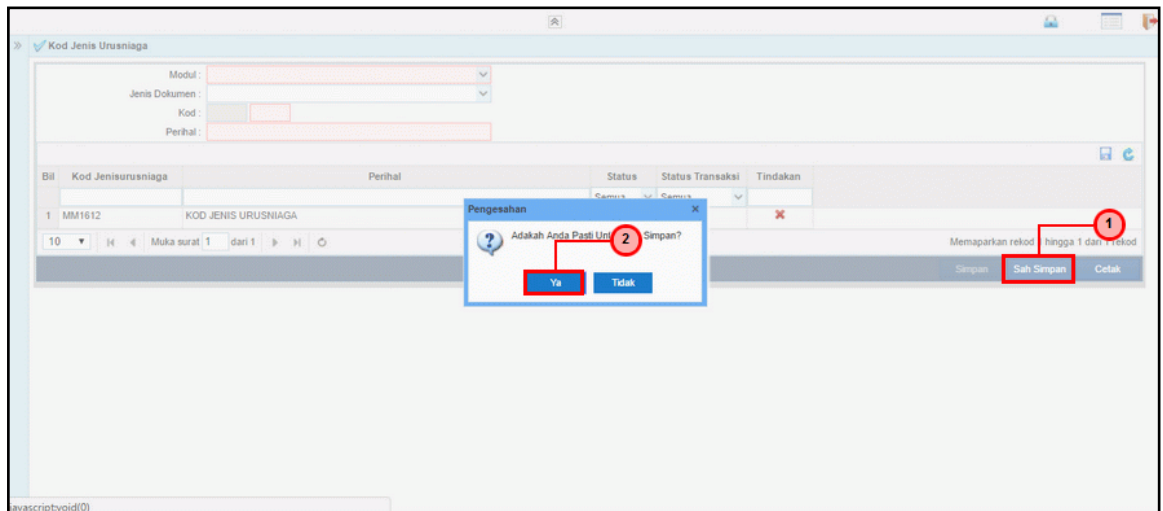 Kod Jenis Urusniaga
Modul :
Jenis Dokumen :
Kod :
Perihal :
Bil Kod Jenisurusniaga Perihal Status Status Transaksi Tindakan
Semua Semua
1 MM1612 KOD JENIS URUSNIAGA
Pengesahan
Adakah Anda Pasti Simpan?
2
Ya Tidak
1
10 Muka surat 1 dari 1
Memaparkan rekod hingga 1 dari 1 rekod
Simpan Sah Simpan Cetak
javascript:void(0)